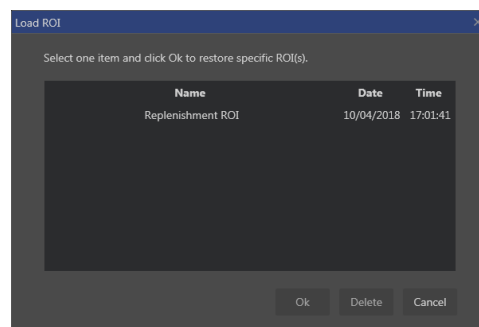 Load ROI
Select one item and click Ok to restore specific ROI(s).
Name Date Time
Replenishment ROI 10/04/2018 17:01:41
Ok Delete Cancel